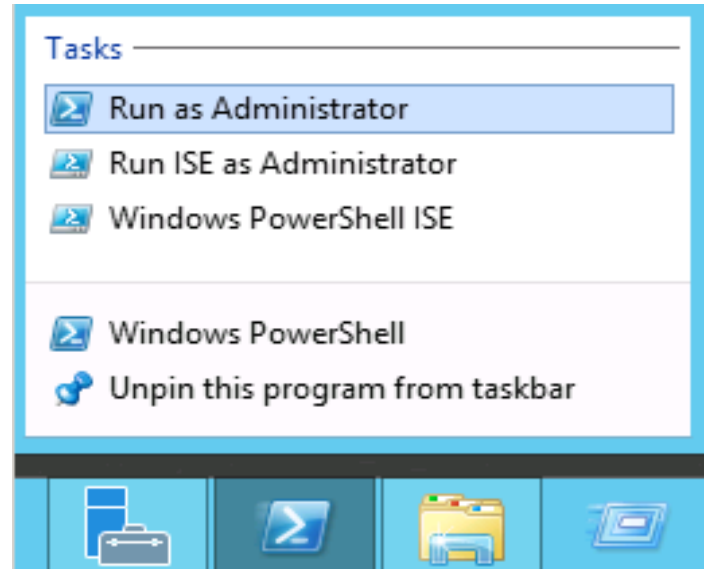 Tasks
Run as Administrator
Run ISE as Administrator
Windows PowerShell ISE
Windows PowerShell
Unpin this program from taskbar